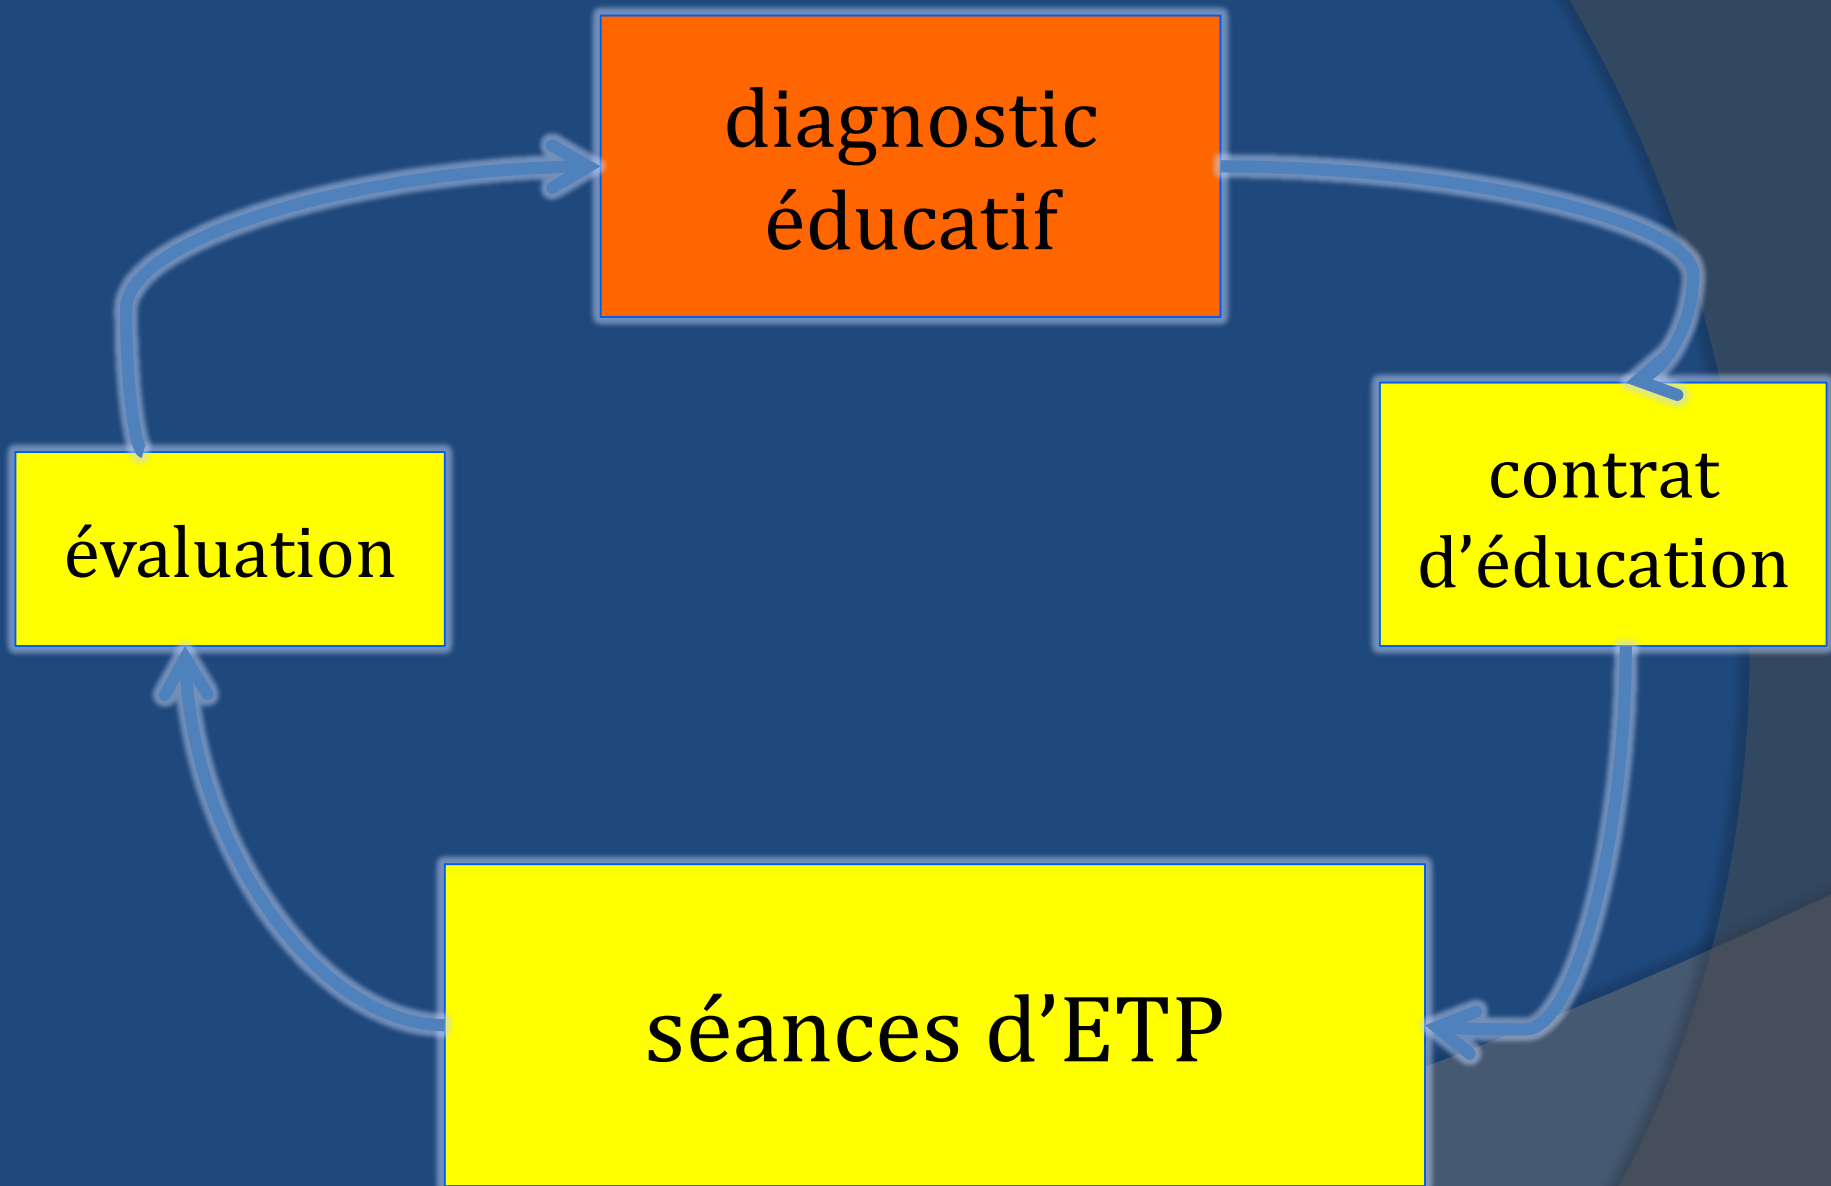 diagnostic
éducatif
contrat
d’éducation
évaluation
séances d’ETP